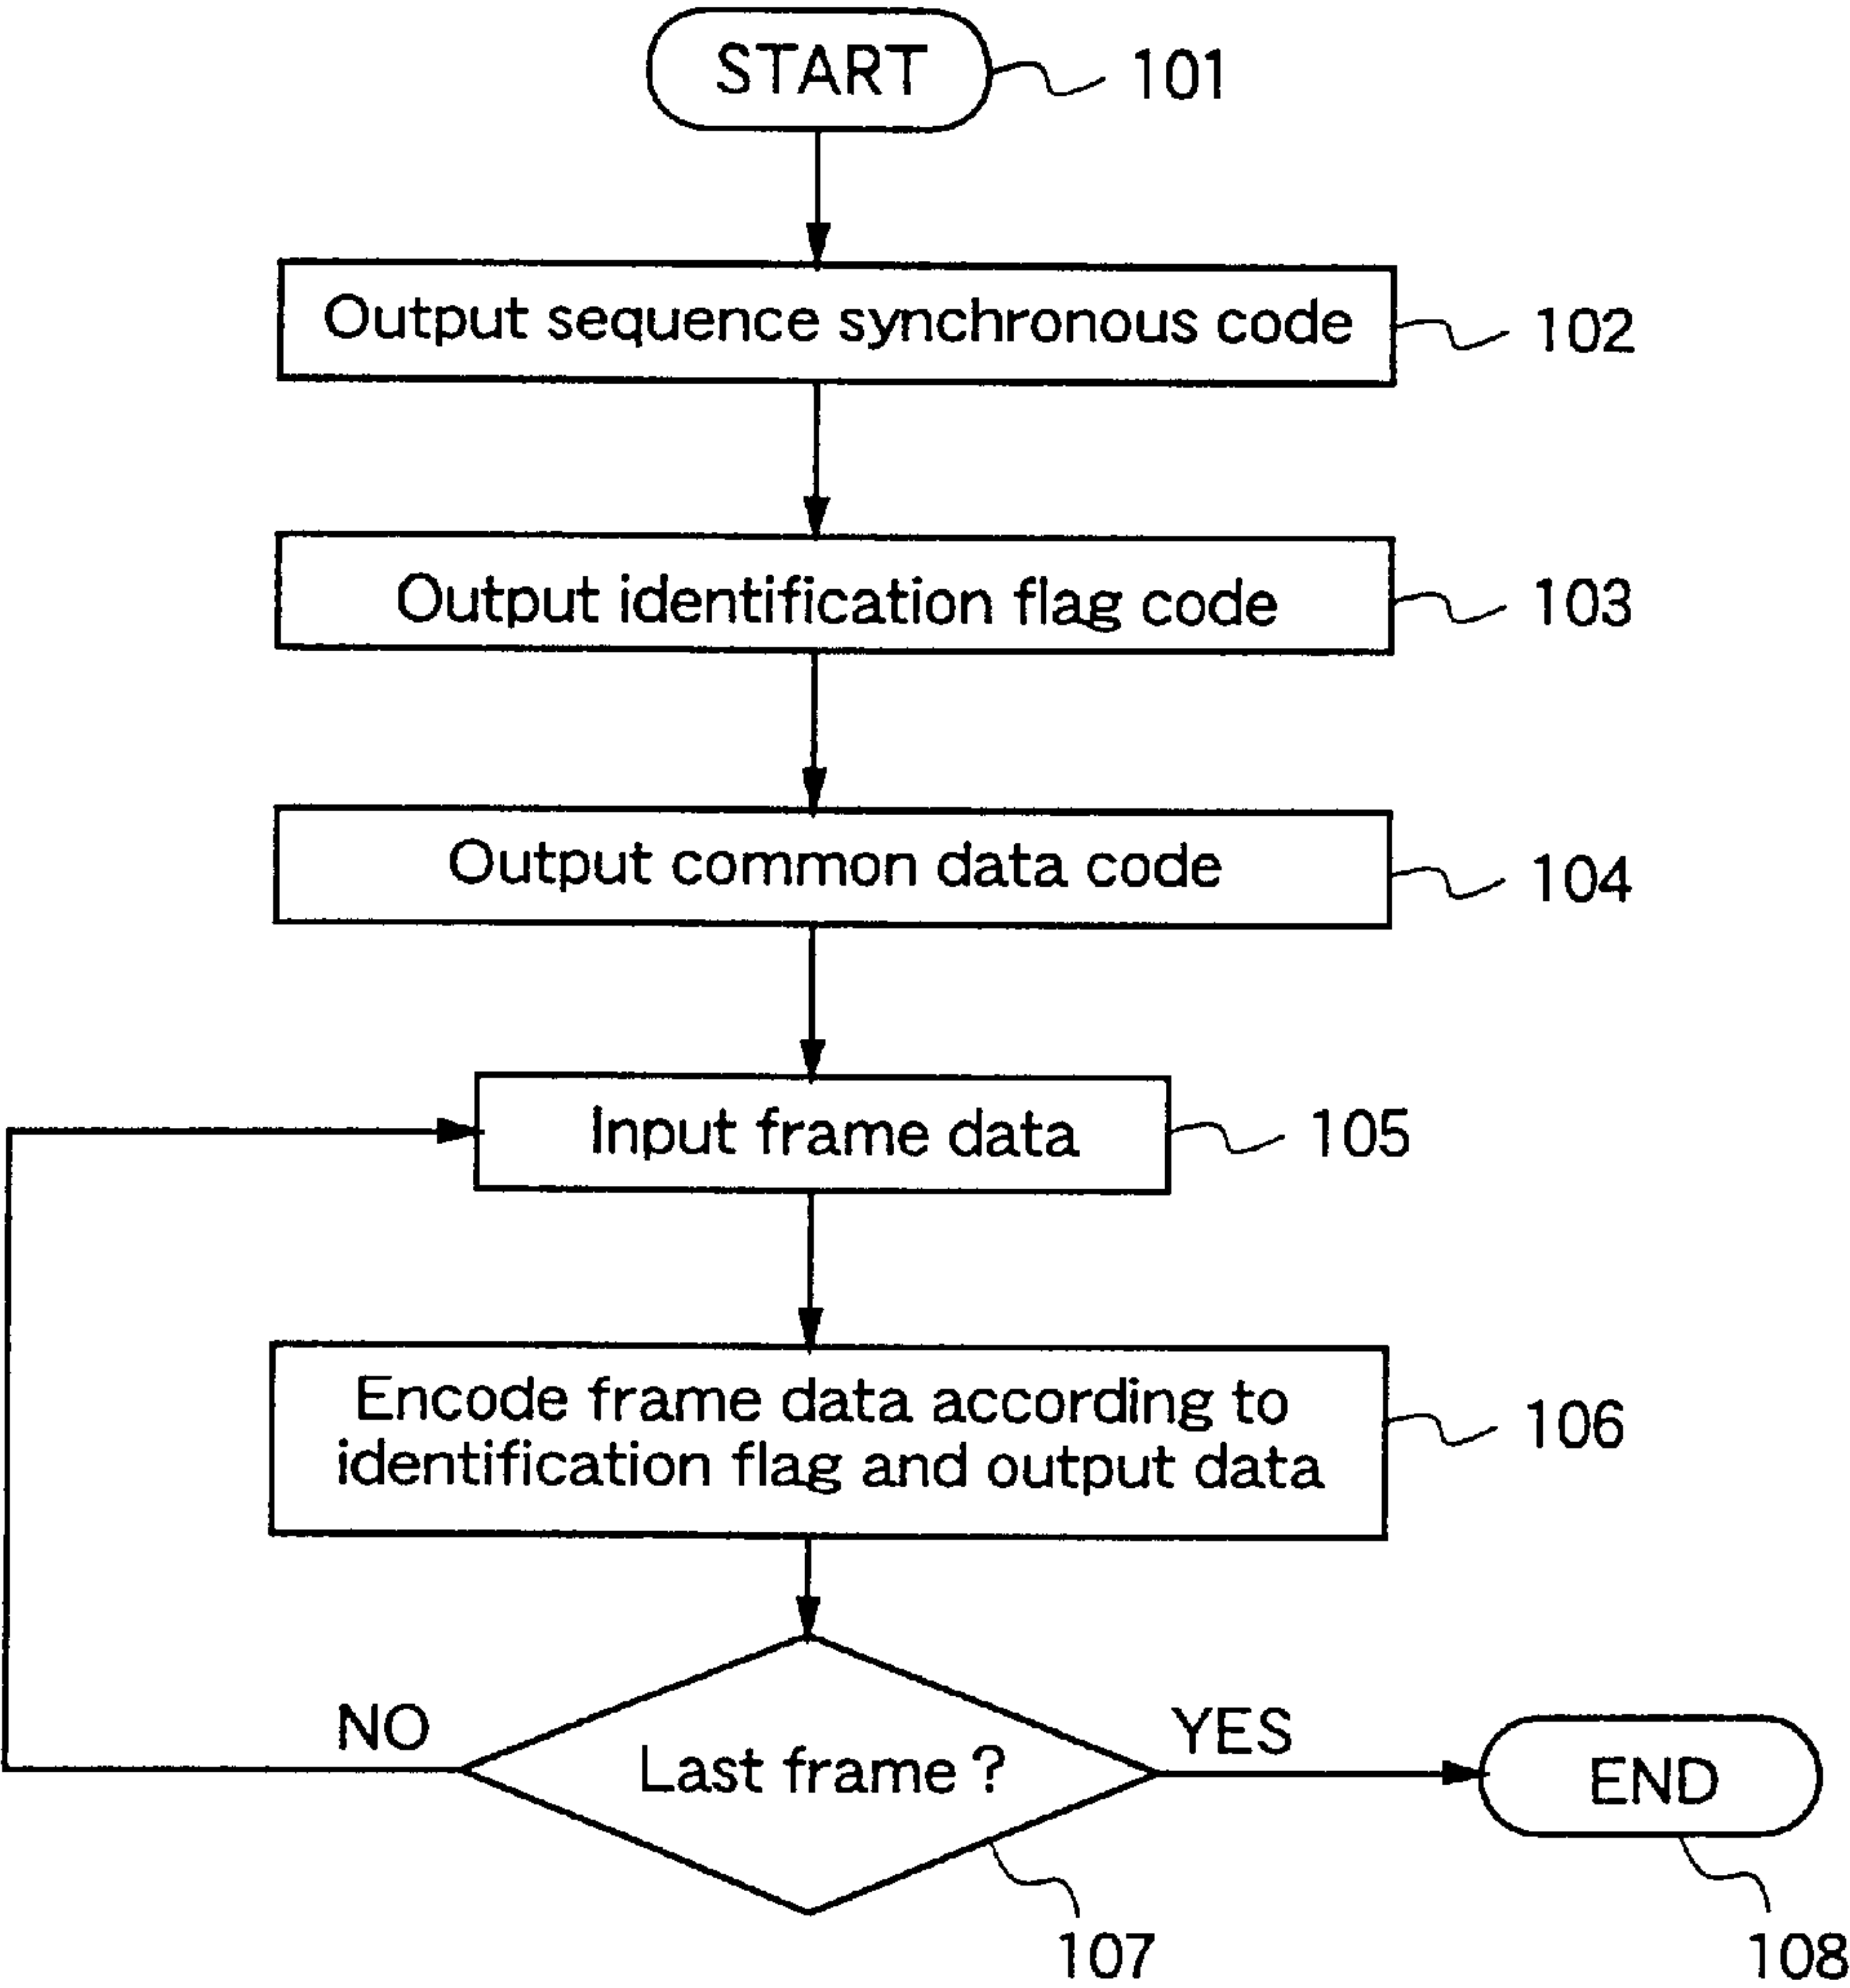 START
101
Output sequence synchronous code
102
Output identification flag code
103
Output common data code
104
Input frame data
105
Encode frame data according to
identification flag and output data
106
NO
Last frame ?
YES
END
107
108